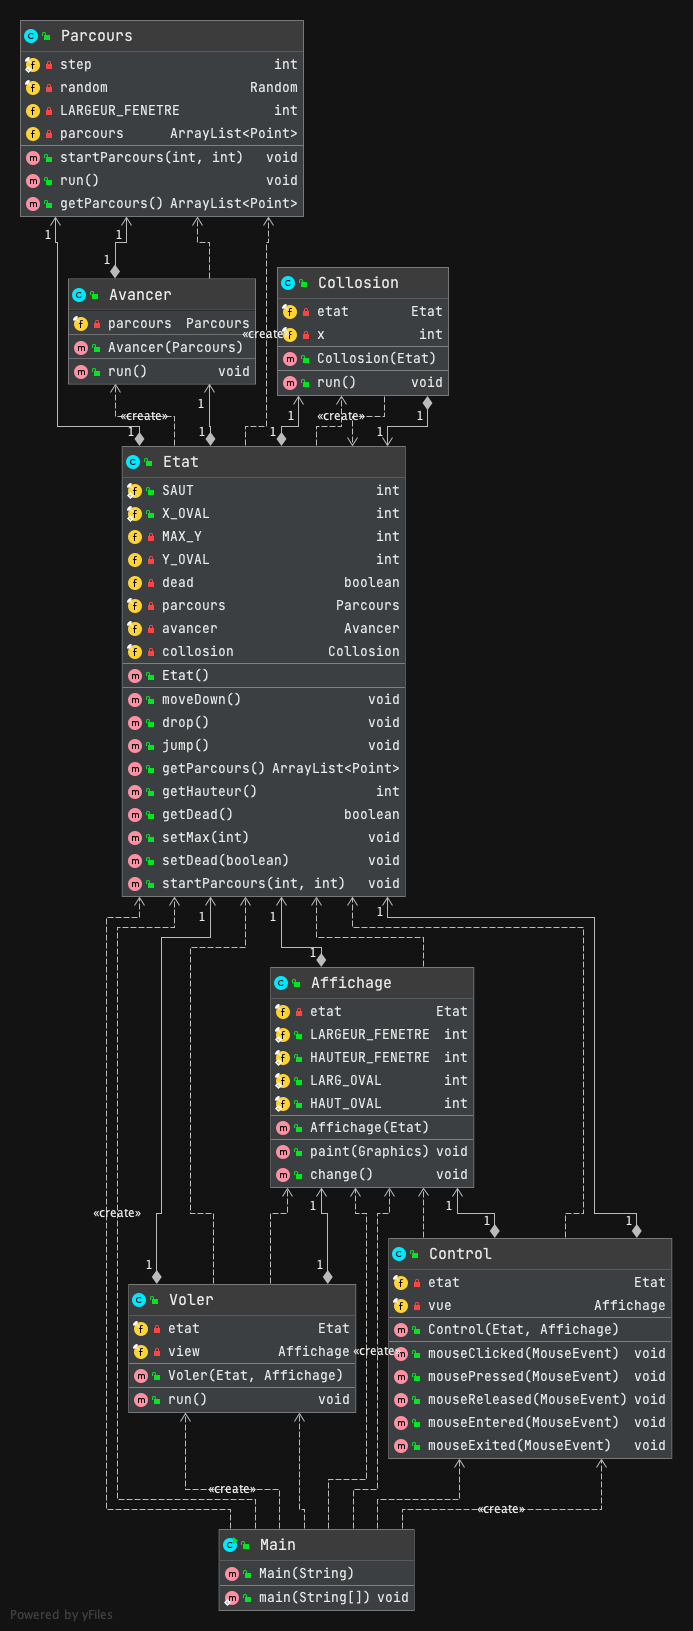 Parcours
step int
random Random
LARGEUR_FENETRE int
parcours ArrayList<Point>
startParcours(int, int) void
run() void
getParcours() ArrayList<Point>
1 1
1
Avancer
parcours Parcours
Avancer(Parcours)
run() void
«create»
Collosion
etat Etat
x int
Collosion(Etat)
run() void
«create»
1 1
«create»
1
1 1 1 1
Etat
SAUT int
X_OVAL int
MAX_Y int
Y_OVAL int
dead boolean
parcours Parcours
avancer Avancer
collosion Collosion
Etat()
moveDown() void
drop() void
jump() void
getParcours() ArrayList<Point>
getHauteur() int
getDead() boolean
setMax(int) void
setDead(boolean) void
startParcours(int, int) void
1 1 1
1
Affichage
etat Etat
LARGEUR_FENETRE int
HAUTEUR_FENETRE int
LARG_OVAL int
HAUT_OVAL int
Affichage(Etat)
paint(Graphics) void
change() void
1 1
«create»
1 1
1 1
Control
etat Etat
vue Affichage
Control(Etat, Affichage)
mouseClicked(MouseEvent) void
mousePressed(MouseEvent) void
mouseReleased(MouseEvent) void
mouseEntered(MouseEvent) void
mouseExited(MouseEvent) void
Voler
etat Etat
view Affichage
Voler(Etat, Affichage)
run() void
«create»
«create»
«create»
Main
Main(String)
main(String[]) void
Powered by yFiles